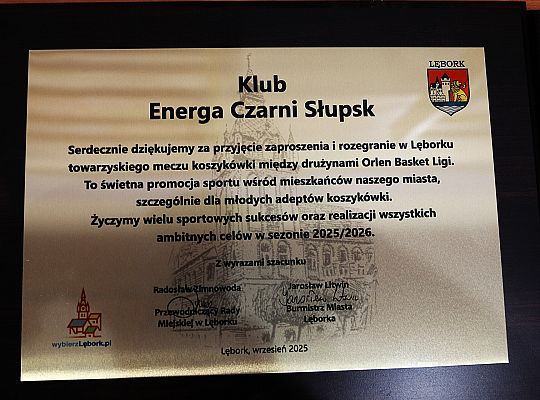 LĘBORK
Klub
Energa Czarni Słupsk
Serdecznie dziękujemy za przyjęcie zaproszenia i rozegranie w Lęborku
towarzyskiego meczu koszykówki między drużynami Orlen Basket Ligi.
To świetna promocja sportu wśród mieszkańców naszego miasta,
szczególnie dla młodych adeptów koszykówki.
Życzymy wielu sportowych sukcesów oraz realizacji wszystkich
ambitnych celów w sezonie 2025/2026.
Z wyrazami szacunku
Radosław Zimnowoda
Przewodniczący Rady
Miejskiej w Lęborku
Jarosław Litwin
Burmistrz Miasta
Lęborka
wybierzLębork.pl
Lębork, wrzesień 2025